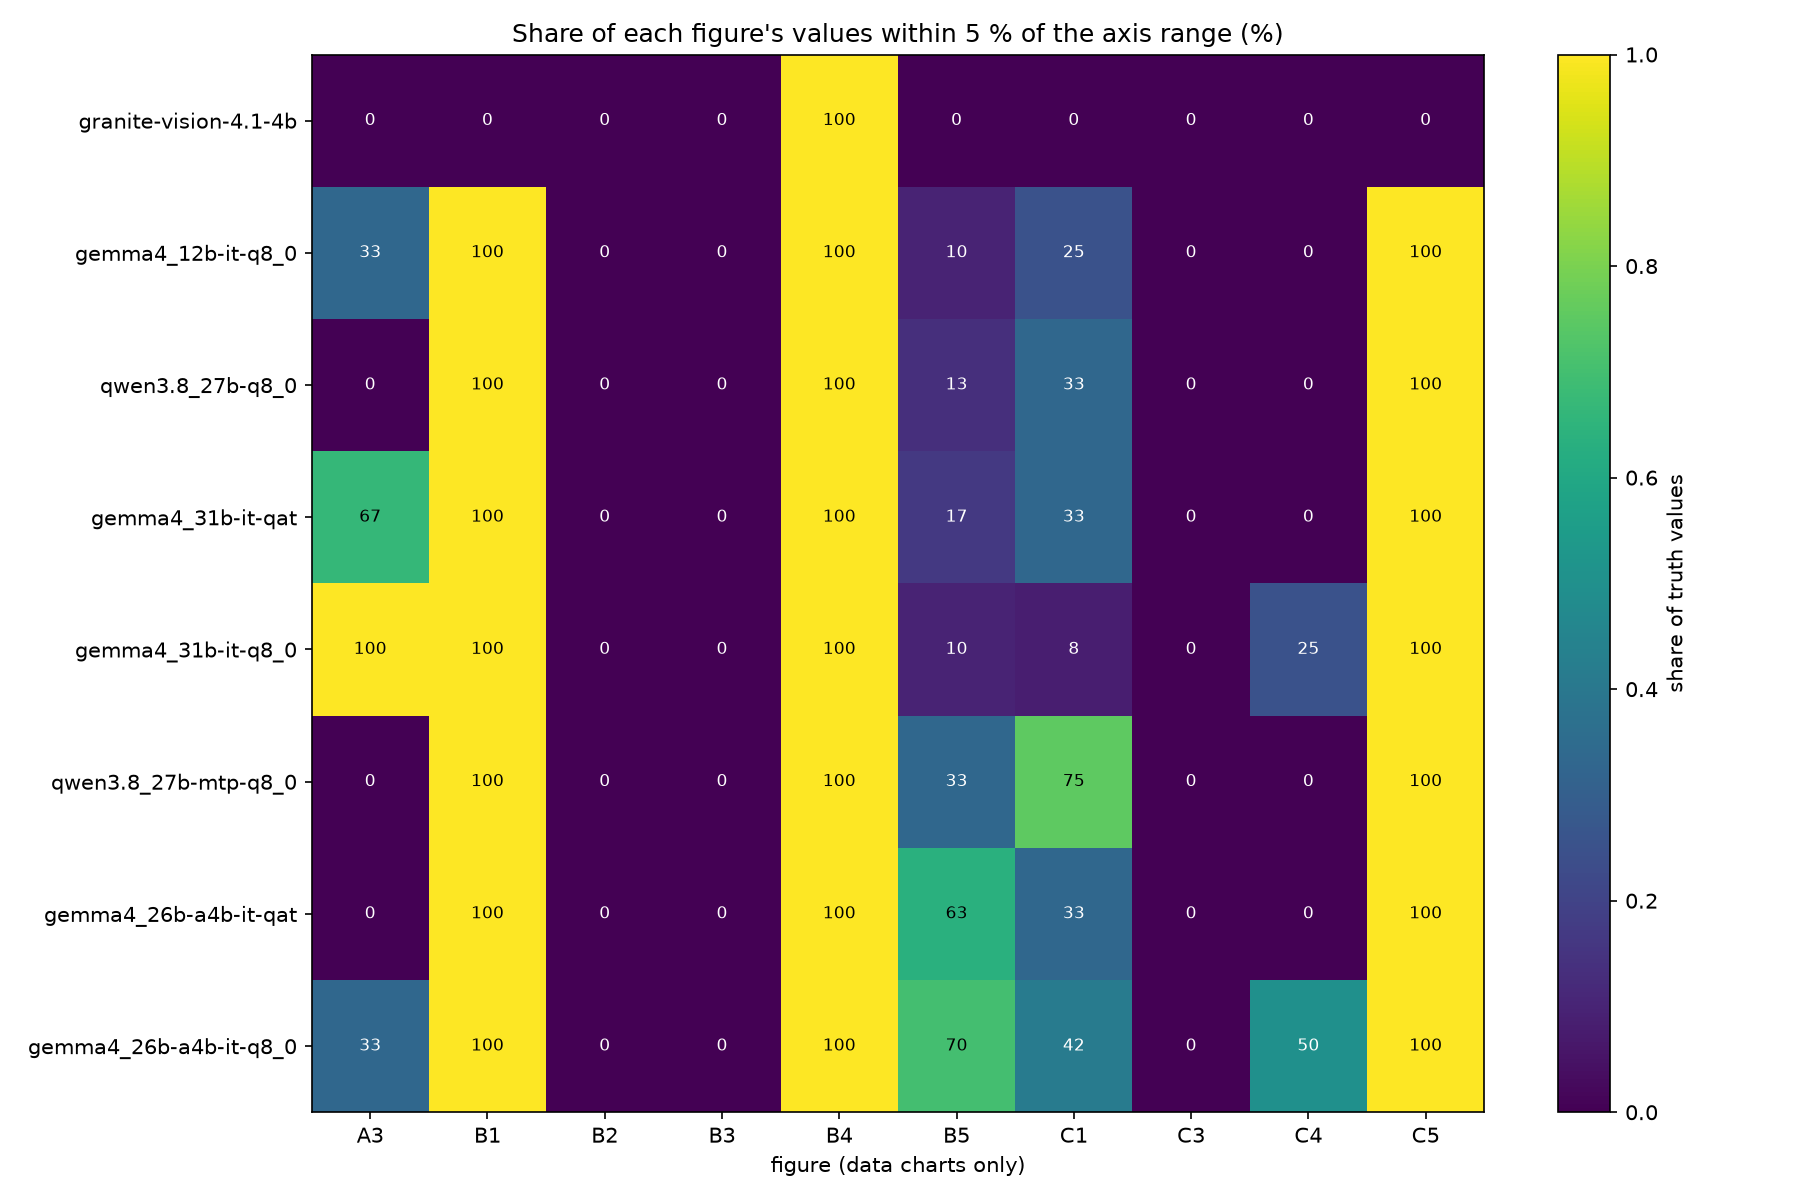 Share of each figure's values within 5 % of the axis range (%)
granite-vision-4.1-4b 0 0 0 0 100 0 0 0 0 0
gemma4_12b-it-q8_0 33 100 0 0 100 10 25 0 0 100
qwen3.8_27b-q8_0 0 100 0 0 100 13 33 0 0 100
gemma4_31b-it-qat 67 100 0 0 100 17 33 0 0 100
gemma4_31b-it-q8_0 100 100 0 0 100 10 8 0 25 100
qwen3.8_27b-mtp-q8_0 0 100 0 0 100 33 75 0 0 100
gemma4_26b-a4b-it-qat 0 100 0 0 100 63 33 0 0 100
gemma4_26b-a4b-it-q8_0 33 100 0 0 100 70 42 0 50 100
A3 B1 B2 B3 B4 B5 C1 C3 C4 C5
figure (data charts only)
1.0
0.8
0.6
0.4
0.2
0.0
share of truth values